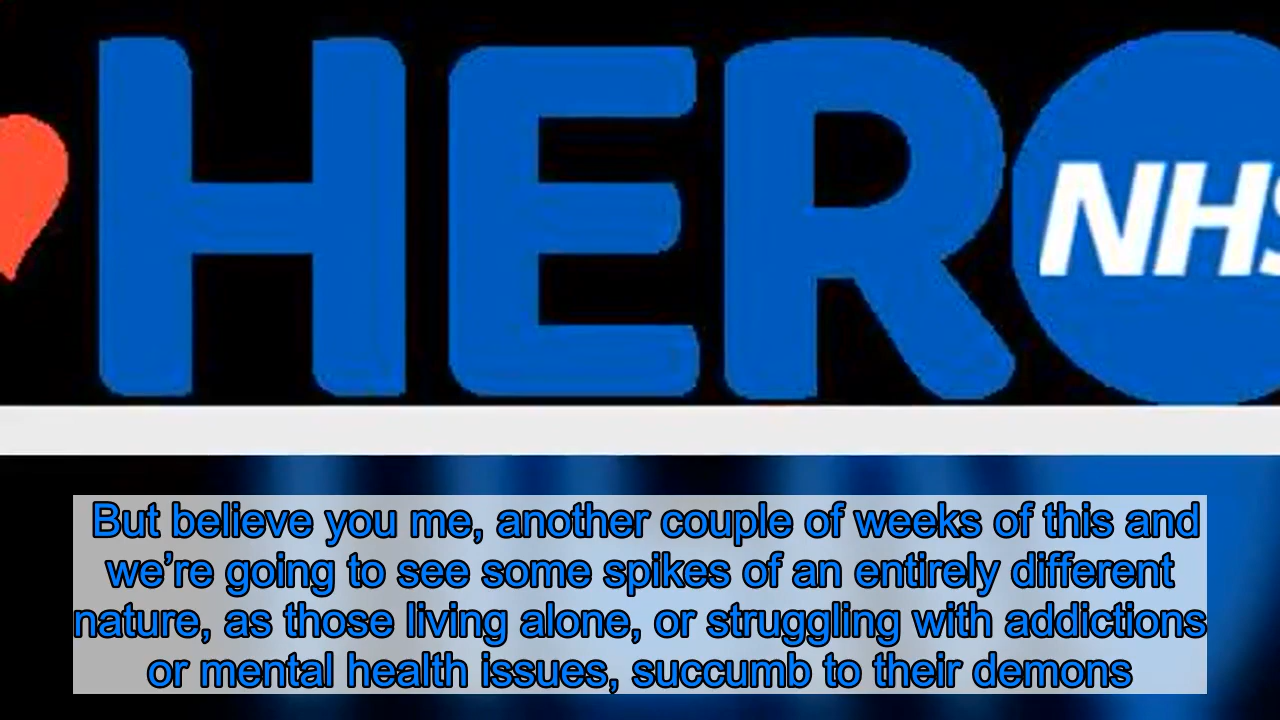 HERO
NHS
But believe you me, another couple of weeks of this and
we’re going to see some spikes of an entirely different
nature, as those living alone, or struggling with addictions
or mental health issues, succumb to their demons